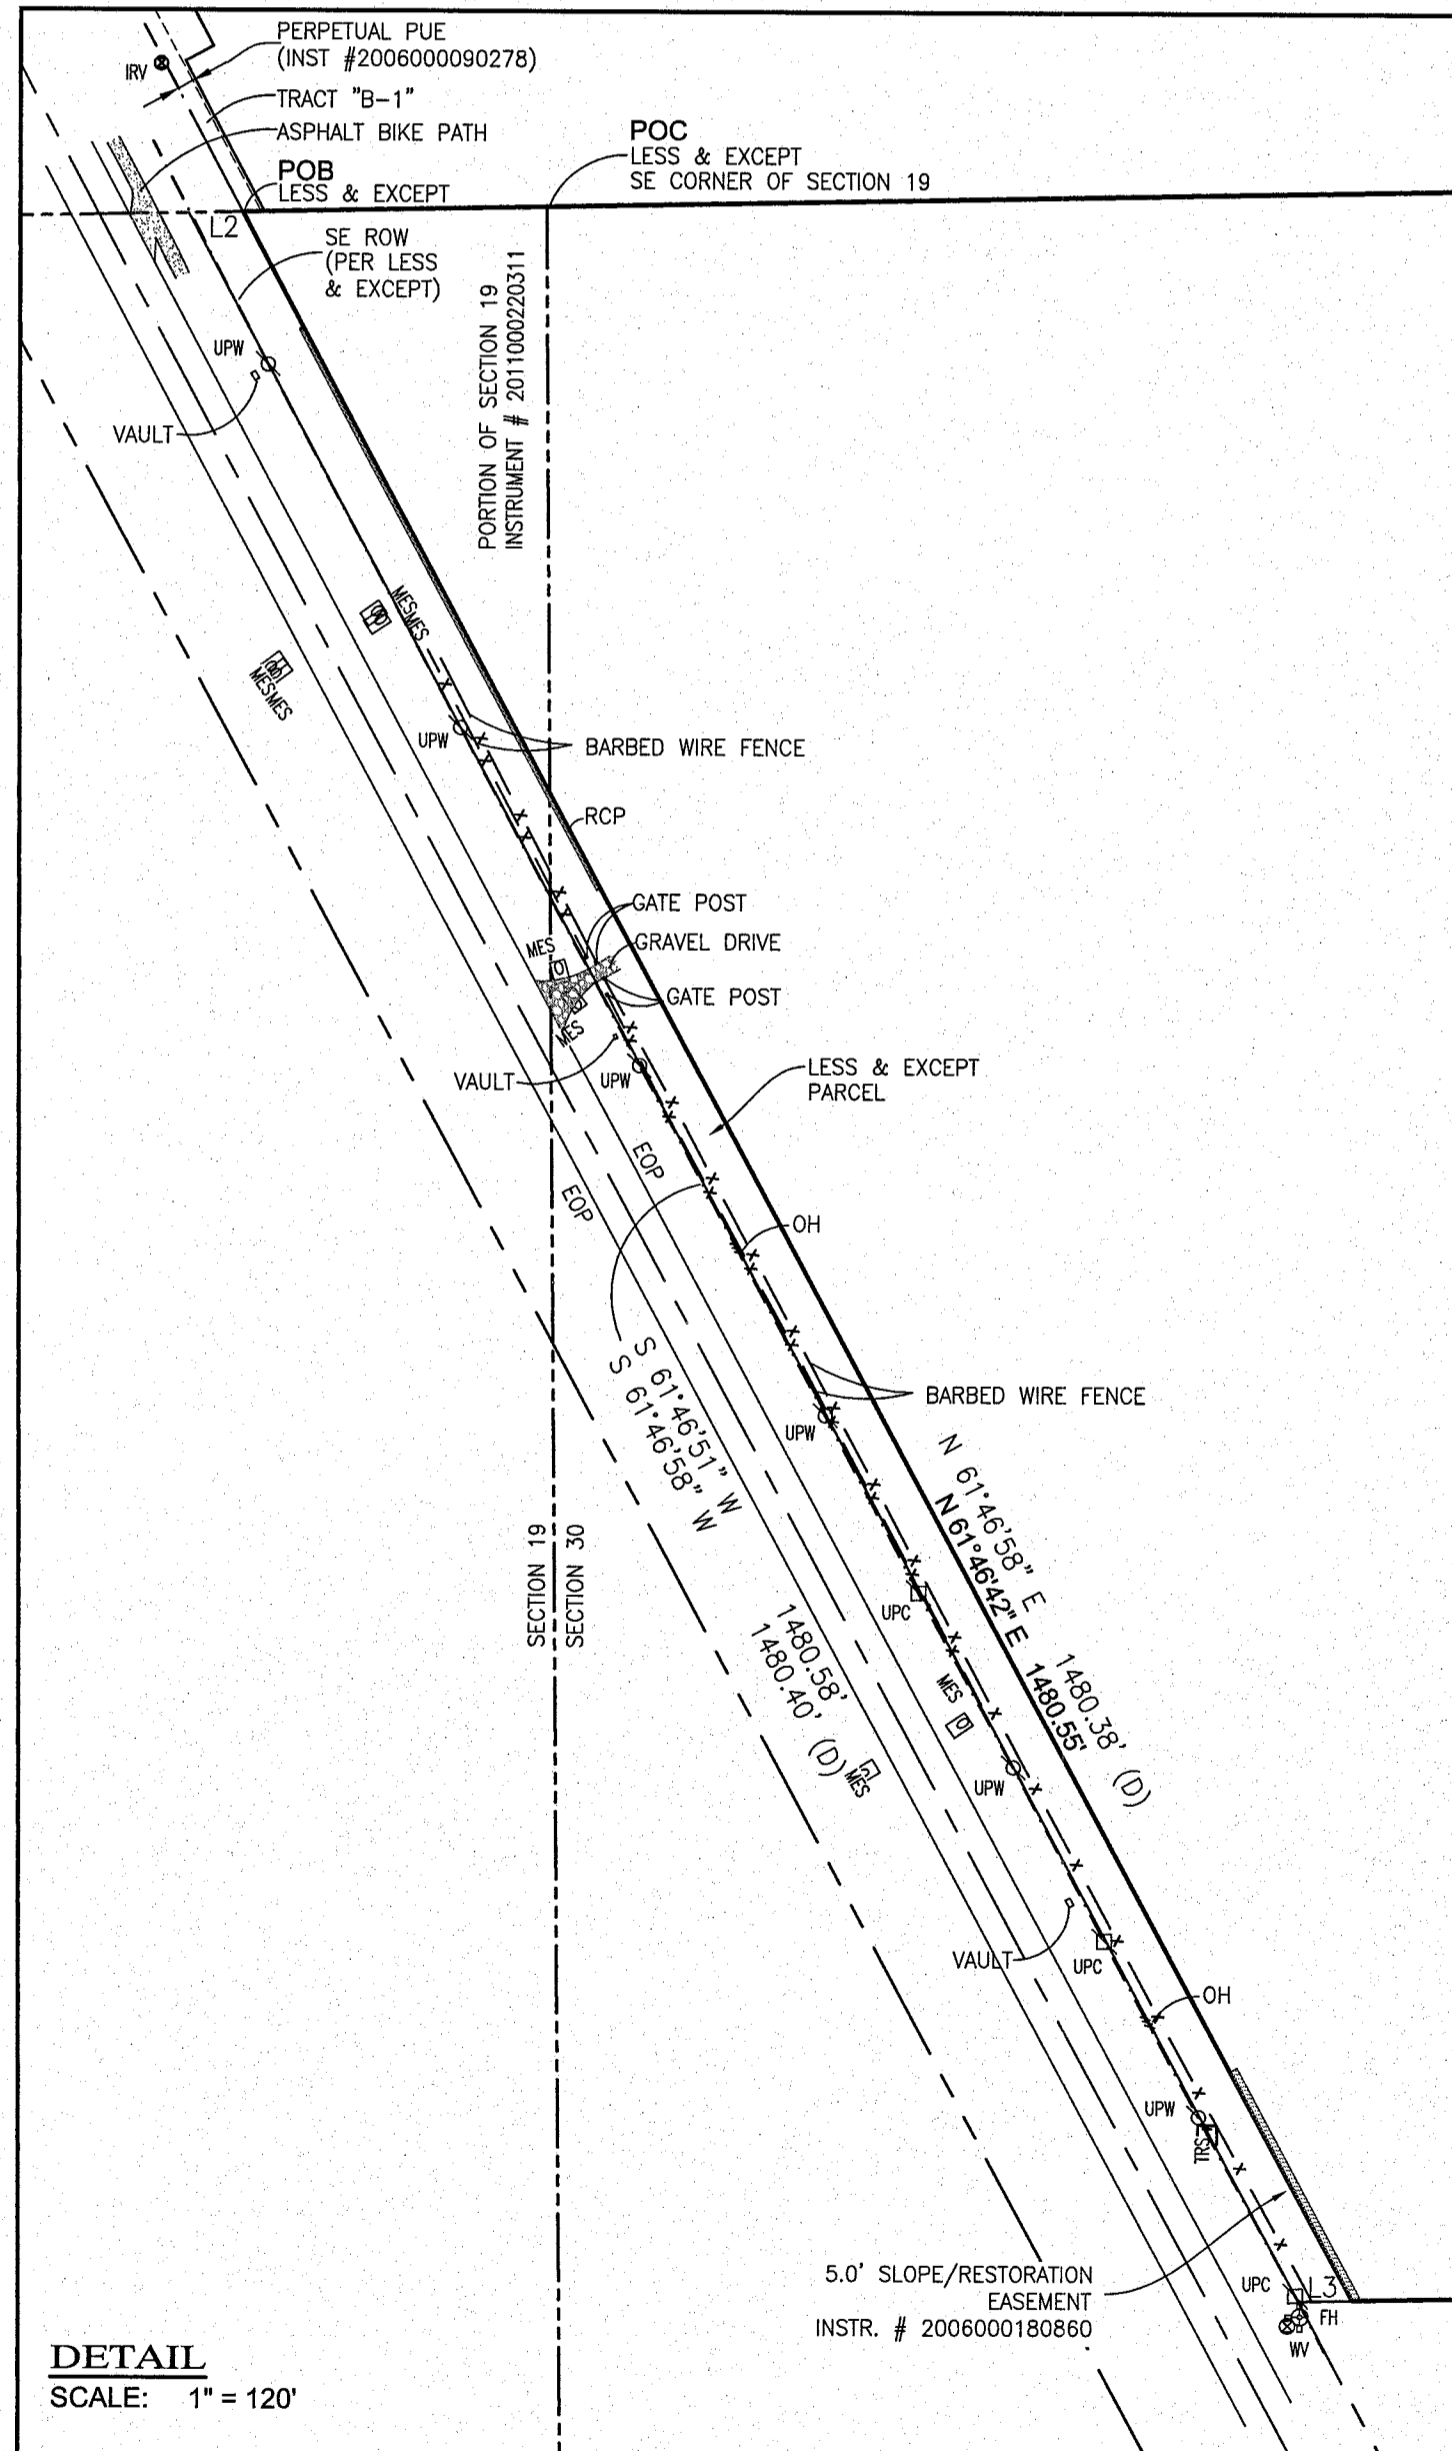 PERPETUAL PUE
(INST #2006000090278)
IRV
TRACT "B-1"
ASPHALT BIKE PATH
POB
LESS & EXCEPT
POC
LESS & EXCEPT
SE CORNER OF SECTION 19
L2
SE ROW
(PER LESS
& EXCEPT)
PORTION OF SECTION 19
INSTRUMENT # 2011000220311
UPW
VAULT
MESMES
MESMES
UPW
BARBED WIRE FENCE
RCP
GATE POST
MES
GRAVEL DRIVE
GATE POST
MES
VAULT
UPW
LESS & EXCEPT
PARCEL
EOP
EOP
OH
S 61°46'51" W
S 61°46'58" W
BARBED WIRE FENCE
UPW
N 61°46'58" E
N 61°46'42" E
SECTION 19
SECTION 30
UPC
1480.58'
1480.40' (D)
1480.38' (D)
1480.55'
MES
MES
UPW
VAULT
UPC
OH
UPW
TRS
5.0' SLOPE/RESTORATION
EASEMENT
INSTR. # 2006000180860
UPC
L3
FH
WV
DETAIL
SCALE: 1" = 120'